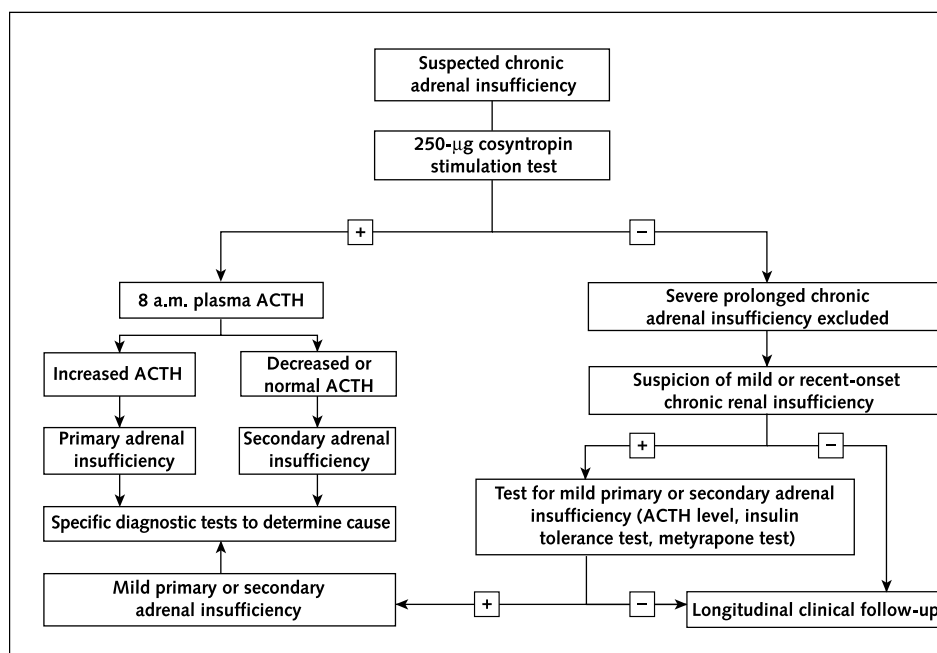 Suspected chronic
adrenal insufficiency
250-μg cosyntropin
stimulation test
+
−
8 a.m. plasma ACTH
Severe prolonged chronic
adrenal insufficiency excluded
Increased ACTH
Decreased or
normal ACTH
Suspicion of mild or recent-onset
chronic renal insufficiency
Primary adrenal
insufficiency
Secondary adrenal
insufficiency
+
−
Test for mild primary or secondary adrenal
insufficiency (ACTH level, insulin
tolerance test, metyrapone test)
Specific diagnostic tests to determine cause
Mild primary or secondary
adrenal insufficiency
+
−
Longitudinal clinical follow-up